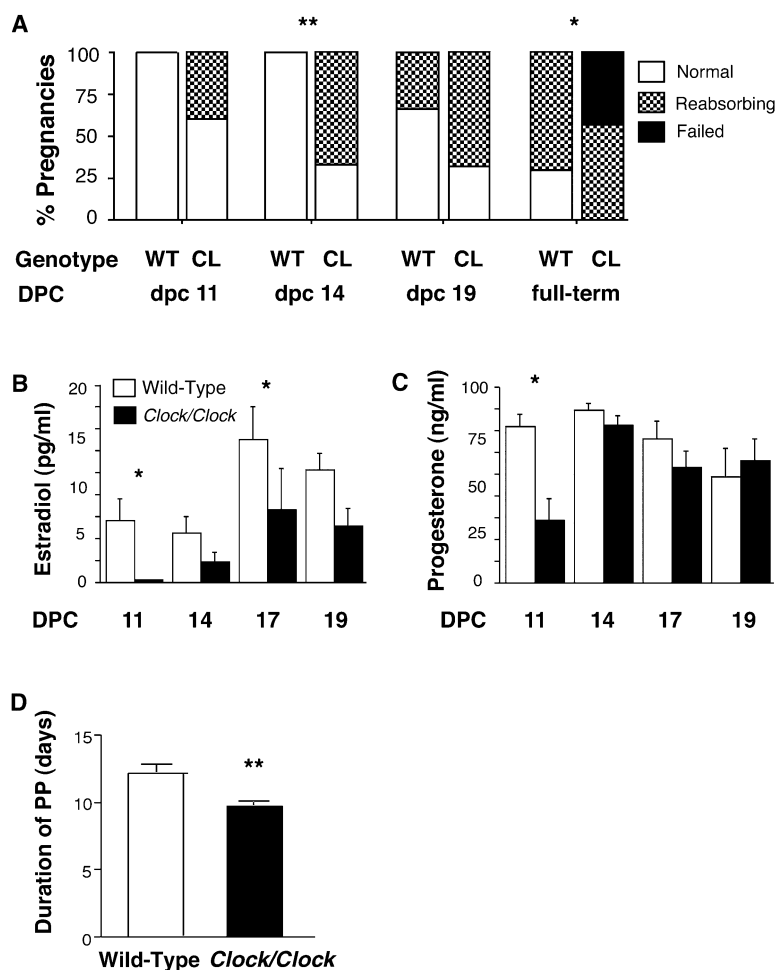 A
** *
% Pregnancies
100
75
50
25
0
Normal
Reabsorbing
Failed
Genotype WT CL WT CL WT CL WT CL
DPC dpc 11 dpc 14 dpc 19 full-term
B
Estradiol (pg/ml)
20
15
10
5
0
Wild-Type
Clock/Clock
*
*
DPC 11 14 17 19
C
Progesterone (ng/ml)
100
75
50
25
0
*
DPC 11 14 17 19
D
Duration of PP (days)
15
10
5
0
**
Wild-Type Clock/Clock